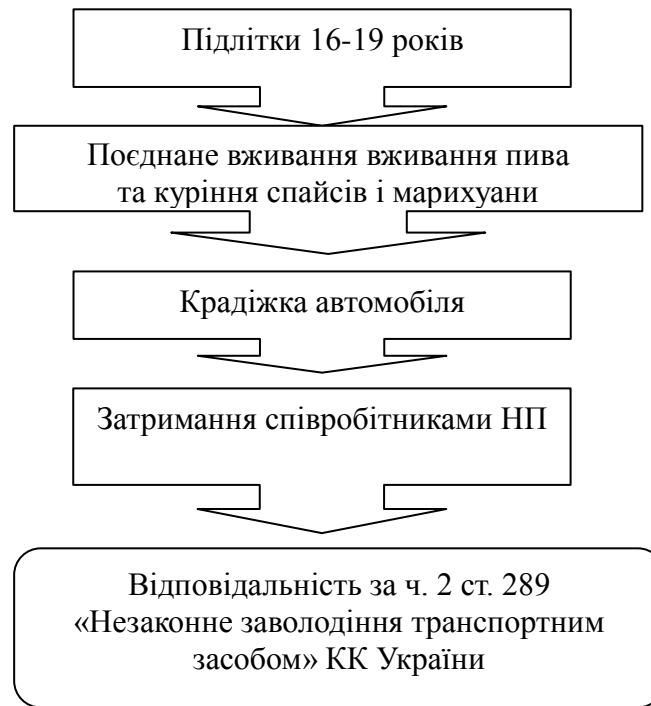 Підлітки 16-19 років
Поєднане вживання вживання пива
та куріння спайсів і марихуани
Крадіжка автомобіля
Затримання співробітниками НП
Відповідальність за ч. 2 ст. 289
«Незаконне заволодіння транспортним
засобом» КК України